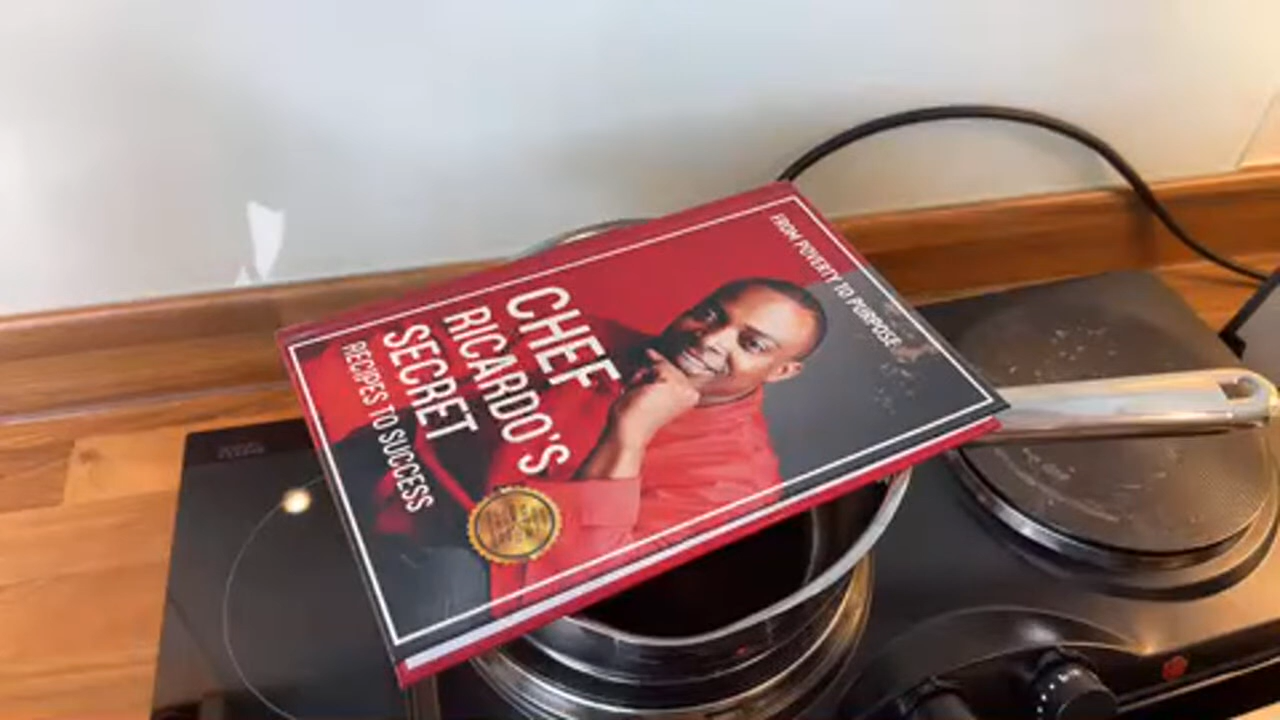 FROM POVERTY TO PURPOSE
CHEF
RICARDO'S
SECRET
RECIPES TO SUCCESS